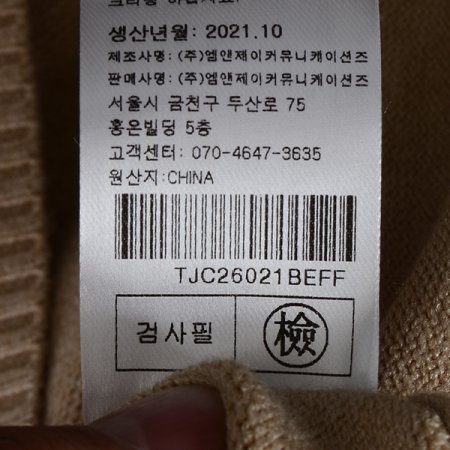 생산년월: 2021.10
제조사명: (주)엠앤제이커뮤니케이션즈
판매사명: (주)엠앤제이커뮤니케이션즈
서울시 금천구 두산로 75
홍은빌딩 5층
고객센터: 070-4647-3635
원산지:CHINA
TJC26021BEFF
검사필 檢